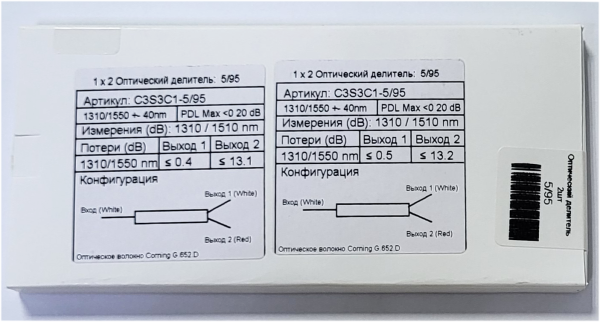 1 x 2 Оптический делитель: 5/95
Артикул: C3S3C1-5/95
1310/1550 +- 40nm PDL Max <0 20 dB
Измерения (dB): 1310 / 1510 nm
Потери (dB) Выход 1 Выход 2
1310/1550 nm ≤ 0.4 ≤ 13.1
Конфигурация
Выход 1 (White)
Вход (White)
Выход 2 (Red)
Оптическое волокно Corning G 652.D
1 x 2 Оптический делитель: 5/95
Артикул: C3S3C1-5/95
1310/1550 +- 40nm PDL Max <0 20 dB
Измерения (dB): 1310 / 1510 nm
Потери (dB) Выход 1 Выход 2
1310/1550 nm ≤ 0.5 ≤ 13.2
Конфигурация
Выход 1 (White)
Вход (White)
Выход 2 (Red)
Оптическое волокно Corning G 652.D
Оптический делитель
2шт
5/95